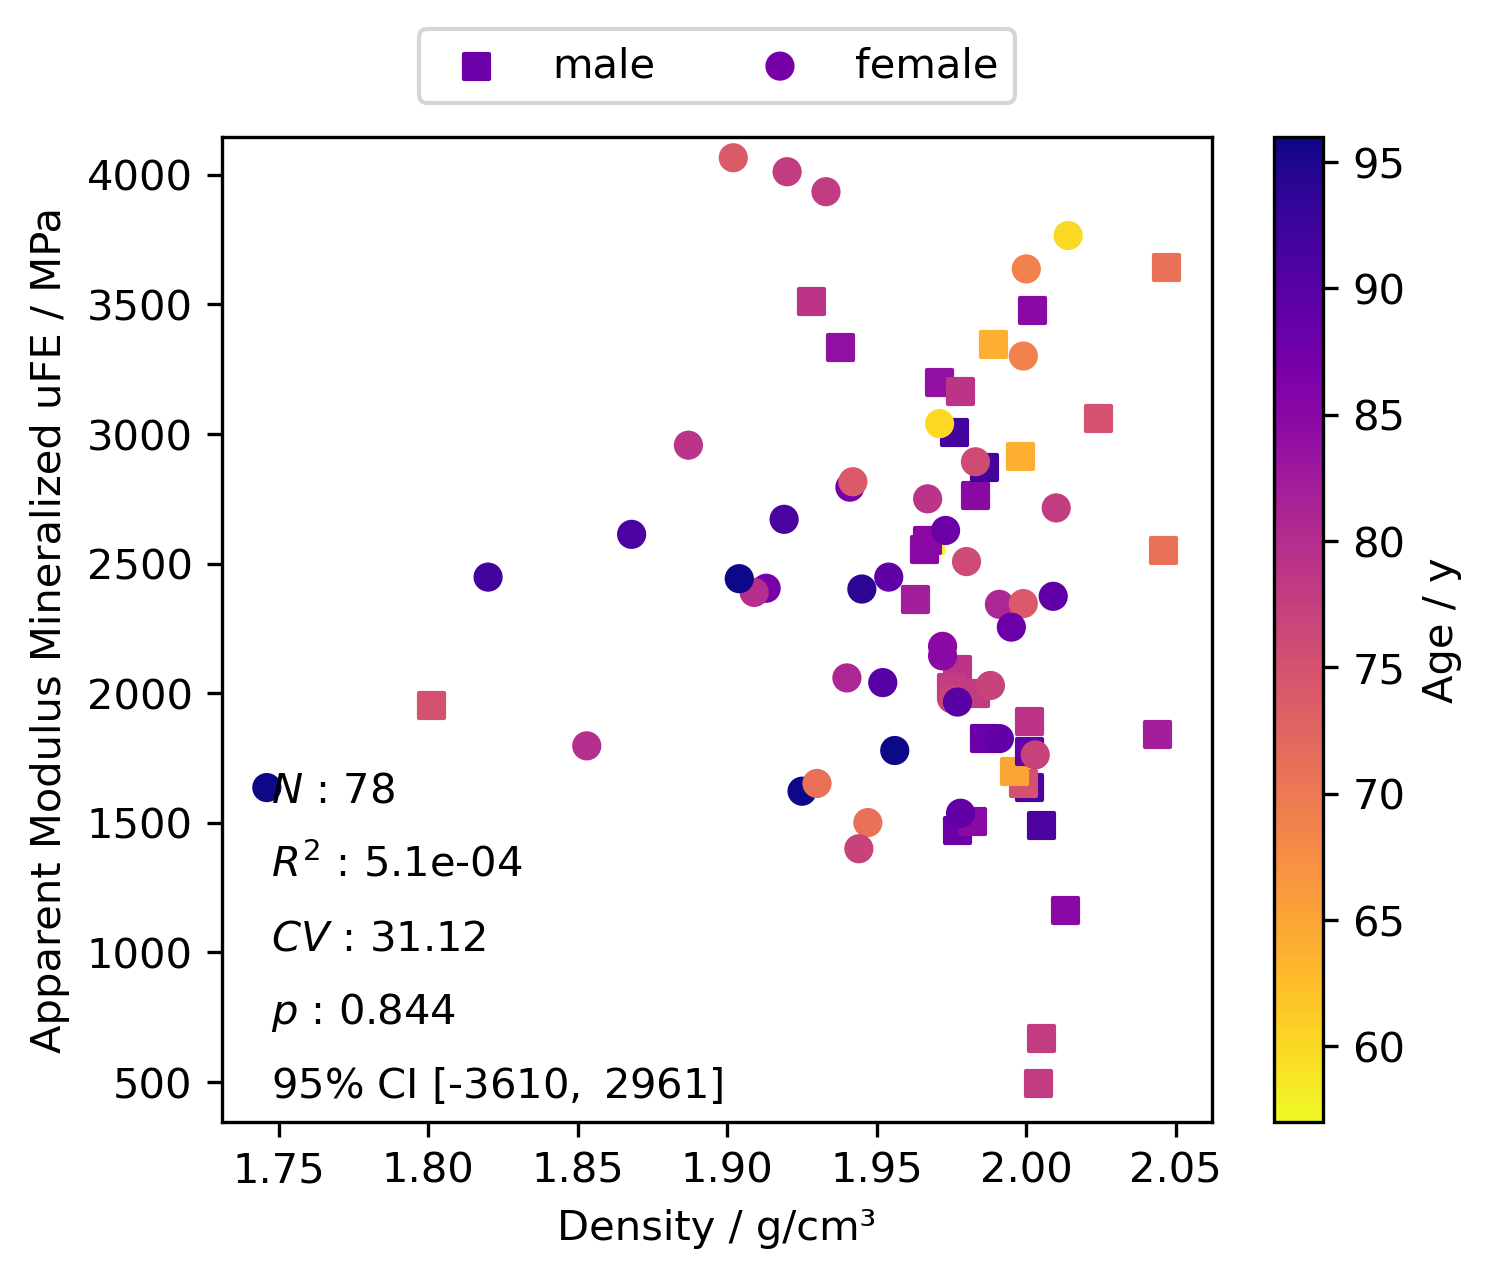 male female
Apparent Modulus Mineralized uFE / MPa
4000
3500
3000
2500
2000
1500
1000
500
N : 78
R² : 5.1e-04
CV : 31.12
p : 0.844
95% CI [-3610, 2961]
1.75 1.80 1.85 1.90 1.95 2.00 2.05
Density / g/cm³
95
90
85
80
75
70
65
60
Age / y